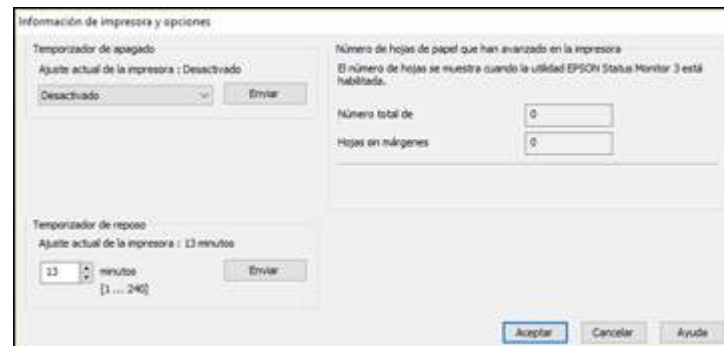 Información de impresora y opciones
Temporizador de apagado
Ajuste actual de la impresora : Desactivado
Desactivado
Enviar
Número de hojas de papel que han avanzado en la impresora
El número de hojas se muestra cuando la utilidad EPSON Status Monitor 3 está
habilitada.
Número total de
0
Hojas sin márgenes
0
Temporizador de reposo
Ajuste actual de la impresora : 13 minutos
13
minutos
Enviar
[1 ... 240]
Aceptar
Cancelar
Ayuda